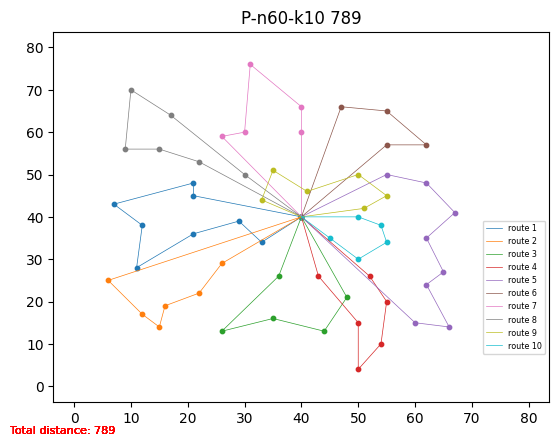 P-n60-k10 789
80
70
60
50
40
30
20
10
0
0 10 20 30 40 50 60 70 80
route 1
route 2
route 3
route 4
route 5
route 6
route 7
route 8
route 9
route 10
Total distance: 789